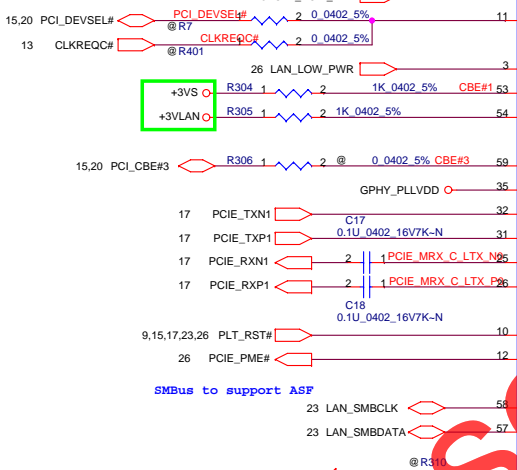 15,20 PCI_DEVSEL# PCI_DEVSEL# 1 2 0_0402_5% 11
@ R7
13 CLKREQC# CLKREQC# 1 2 0_0402_5%
@ R401
26 LAN_LOW_PWR 3
+3VS R304 1 2 1K_0402_5% CBE#1 53
+3VLAN R305 1 2 1K_0402_5% 54
15,20 PCI_CBE#3 R306 1 2 @ 0_0402_5% CBE#3 59
GPHY_PLLVDD 35
17 PCIE_TXN1 32
C17
17 PCIE_TXP1 0.1U_0402_16V7K~N 31
17 PCIE_RXN1 2 1 PCIE_MRX_C_LTX_N0 25
17 PCIE_RXP1 2 1 26
C18
0.1U_0402_16V7K~N
9,15,17,23,26 PLT_RST# 10
26 PCIE_PME# 12
SMBus to support ASF
23 LAN_SMBCLK 58
23 LAN_SMBDATA 57
@ R310